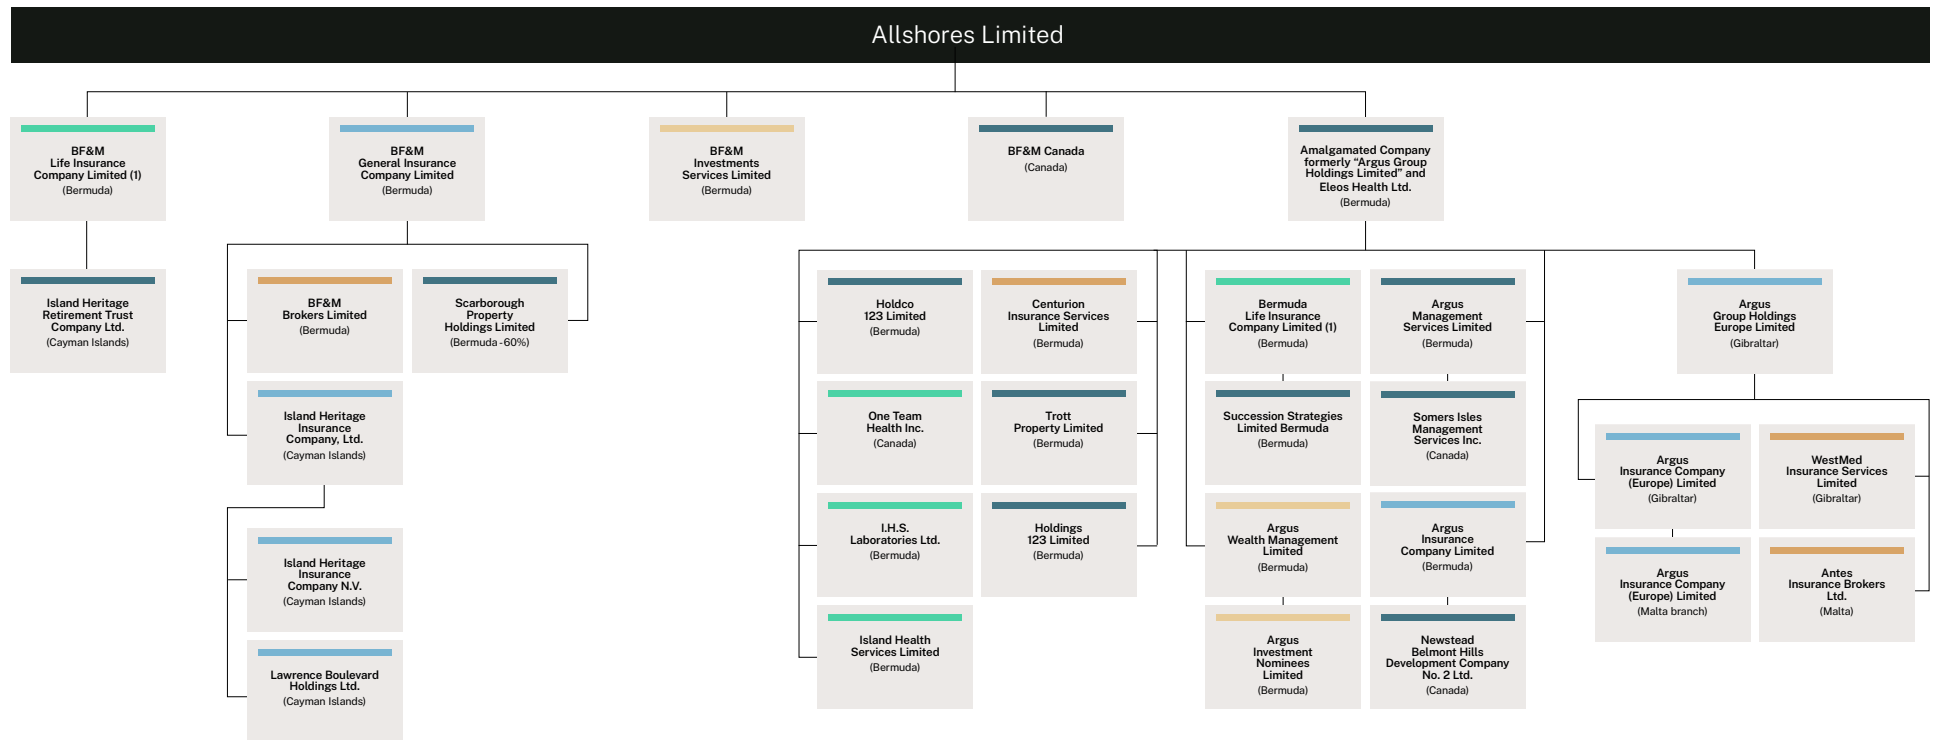 Allshores Limited
BF&M
Life Insurance
Company Limited (1)
(Bermuda)
BF&M
General Insurance
Company Limited
(Bermuda)
BF&M
Investments
Services Limited
(Bermuda)
BF&M Canada
(Canada)
Amalgamated Company
formerly “Argus Group
Holdings Limited” and
Eleos Health Ltd.
(Bermuda)
Island Heritage
Retirement Trust
Company Ltd.
(Cayman Islands)
BF&M
Brokers Limited
(Bermuda)
Scarborough
Property
Holdings Limited
(Bermuda - 60%)
Island Heritage
Insurance
Company, Ltd.
(Cayman Islands)
Island Heritage
Insurance
Company N.V.
(Cayman Islands)
Lawrence Boulevard
Holdings Ltd.
(Cayman Islands)
Holdco
123 Limited
(Bermuda)
Centurion
Insurance Services
Limited
(Bermuda)
One Team
Health Inc.
(Canada)
Trott
Property Limited
(Bermuda)
I.H.S.
Laboratories Ltd.
(Bermuda)
Holdings
123 Limited
(Bermuda)
Island Health
Services Limited
(Bermuda)
Bermuda
Life Insurance
Company Limited (1)
(Bermuda)
Argus
Management
Services Limited
(Bermuda)
Succession Strategies
Limited Bermuda
(Bermuda)
Somers Isles
Management
Services Inc.
(Canada)
Argus
Wealth Management
Limited
(Bermuda)
Argus
Insurance
Company Limited
(Bermuda)
Argus
Investment
Nominees
Limited
(Bermuda)
Newstead
Belmont Hills
Development Company
No. 2 Ltd.
(Canada)
Argus
Group Holdings
Europe Limited
(Gibraltar)
Argus
Insurance Company
(Europe) Limited
(Gibraltar)
WestMed
Insurance Services
Limited
(Gibraltar)
Argus
Insurance Company
(Europe) Limited
(Malta branch)
Antes
Insurance Brokers
Ltd.
(Malta)